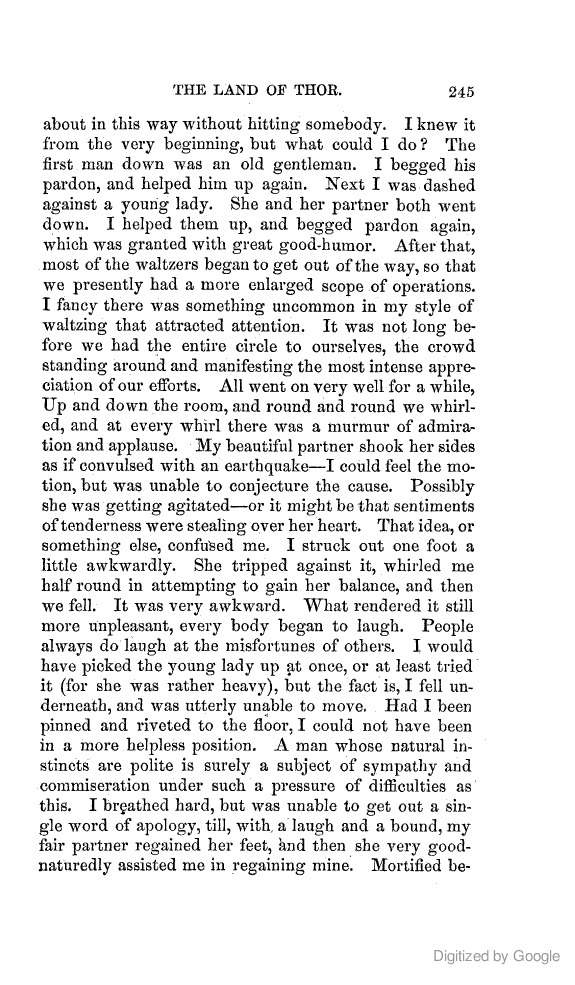 THE LAND OF THOR. 245
about in this way without hitting somebody. I knew it
from the very beginning, but what could I do? The
first man down was an old gentleman. I begged his
pardon, and helped him up again. Next I was dashed
against a young lady. She and her partner both went
down. I helped them up, and begged pardon again,
which was granted with great good-humor. After that,
most of the waltzers began to get out of the way, so that
we presently had a more enlarged scope of operations.
I fancy there was something uncommon in my style of
waltzing that attracted attention. It was not long be-
fore we had the entire circle to ourselves, the crowd
standing around and manifesting the most intense appre-
ciation of our efforts. All went on very well for a while,
Up and down the room, and round and round we whirl-
ed, and at every whirl there was a murmur of admira-
tion and applause. My beautiful partner shook her sides
as if convulsed with an earthquake—I could feel the mo-
tion, but was unable to conjecture the cause. Possibly
she was getting agitated—or it might be that sentiments
of tenderness were stealing over her heart. That idea, or
something else, confused me. I struck out one foot a
little awkwardly. She tripped against it, whirled me
half round in attempting to gain her balance, and then
we fell. It was very awkward. What rendered it still
more unpleasant, every body began to laugh. People
always do laugh at the misfortunes of others. I would
have picked the young lady up at once, or at least tried
it (for she was rather heavy), but the fact is, I fell un-
derneath, and was utterly unable to move. Had I been
pinned and riveted to the floor, I could not have been
in a more helpless position. A man whose natural in-
stincts are polite is surely a subject of sympathy and
commiseration under such a pressure of difficulties as
this. I breathed hard, but was unable to get out a sin-
gle word of apology, till, with a laugh and a bound, my
fair partner regained her feet, and then she very good-
naturedly assisted me in regaining mine. Mortified be-
Digitized by Google